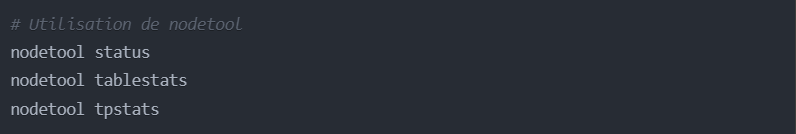 # Utilisation de nodetool
nodetool status
nodetool tablestats
nodetool tpstats